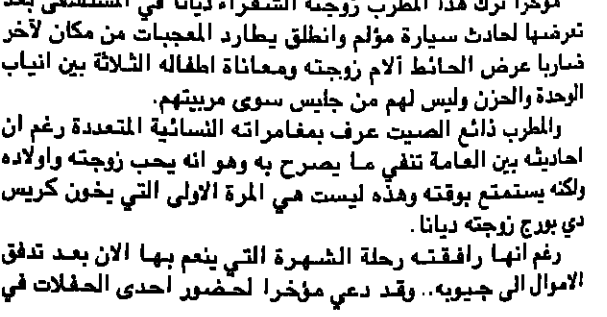 مؤخرا ترك هذا المطرب زوجته الشقراء ديانا في المستشفى بعد
تعرضها لحادث سيارة مؤلم وانطلق يطارد المعجبات من مكان لآخر
ضاربا عرض الحائط آلام زوجته ومعاناة اطفاله الثلاثة بين انياب
الوحدة والحزن وليس لهم من جليس سوى مربيتهم.
والمطرب ذائع الصيت عرف بمغامراته النسائية المتعددة رغم ان
احاديثه بين العامة تنفي ما يصرح به وهو انه يحب زوجته واولاده
ولكنه يستمتع بوقته وهذه ليست هي المرة الاولى التي يخون كريس
دي بورج زوجته ديانا.
رغم انها رافقته رحلة الشهرة التي ينعم بها الان بعد تدفق
الاموال الى جيوبه.. وقد دعي مؤخرا لحضور احدى الحفلات في